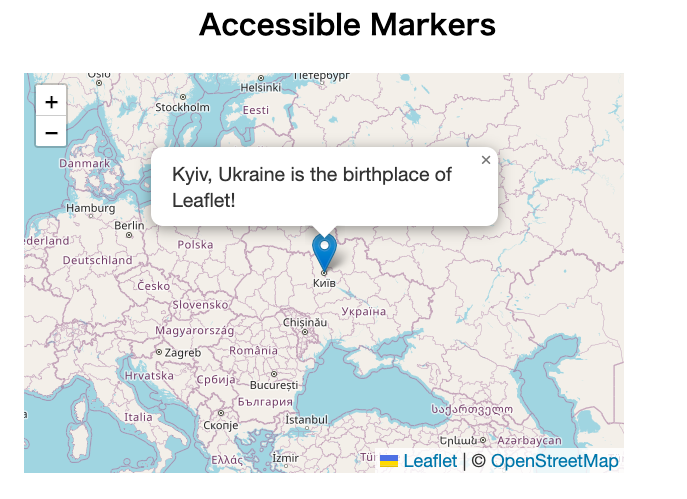 Accessible Markers
Oslo
Helsinki
Петербург
Stockholm
Eesti
+
−
Danmark
Kyiv, Ukraine is the birthplace of
Leaflet!
×
Hamburg
Berlin
Polska
Deutschland
Česko
Київ
Slovensko
Україна
Magyarország
Chișinău
Zagreb
România
Hrvatska
Србија
București
България
Italia
Скопје
İstanbul
საქართველო
Ελλάς
İzmir
Երևան
Azərbaycan
Leaflet | © OpenStreetMap